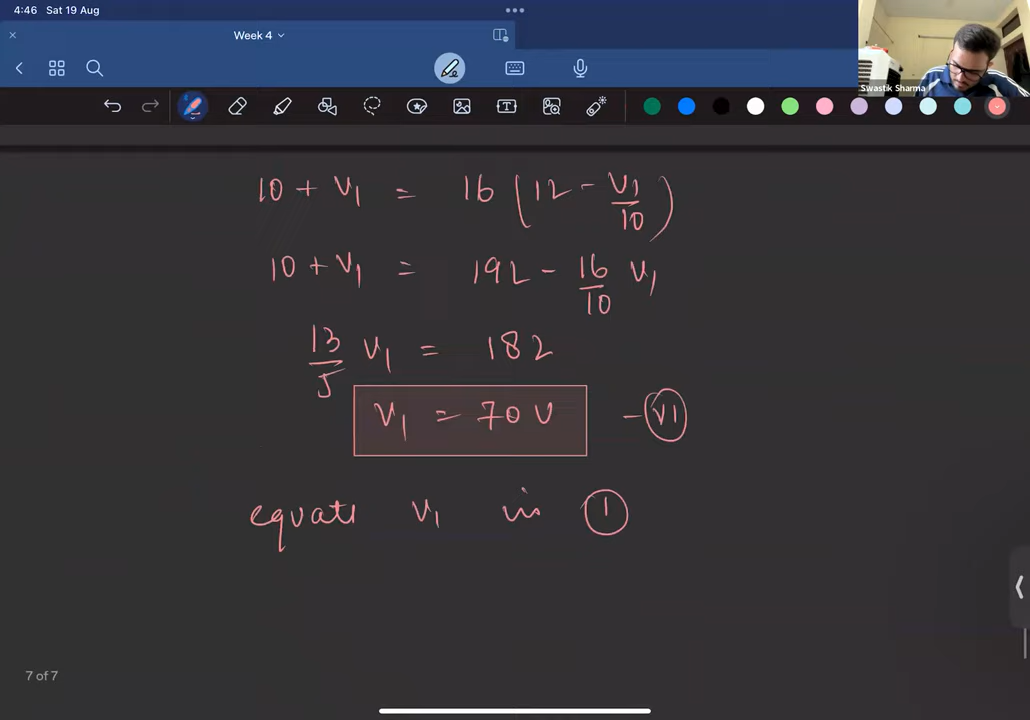 4:46 Sat 19 Aug
Week 4
Swastik Sharma
10 + V₁ = 16 (12 - V₁/10)
10 + V₁ = 192 - 16/10 V₁
13/5 V₁ = 182
V₁ = 70 V - VI
equate V₁ in 1
7 of 7